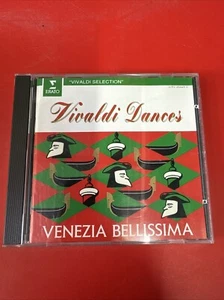 ERATO
"VIVALDI SELECTION"
Vivaldi Dances
VENEZIA BELLISSIMA